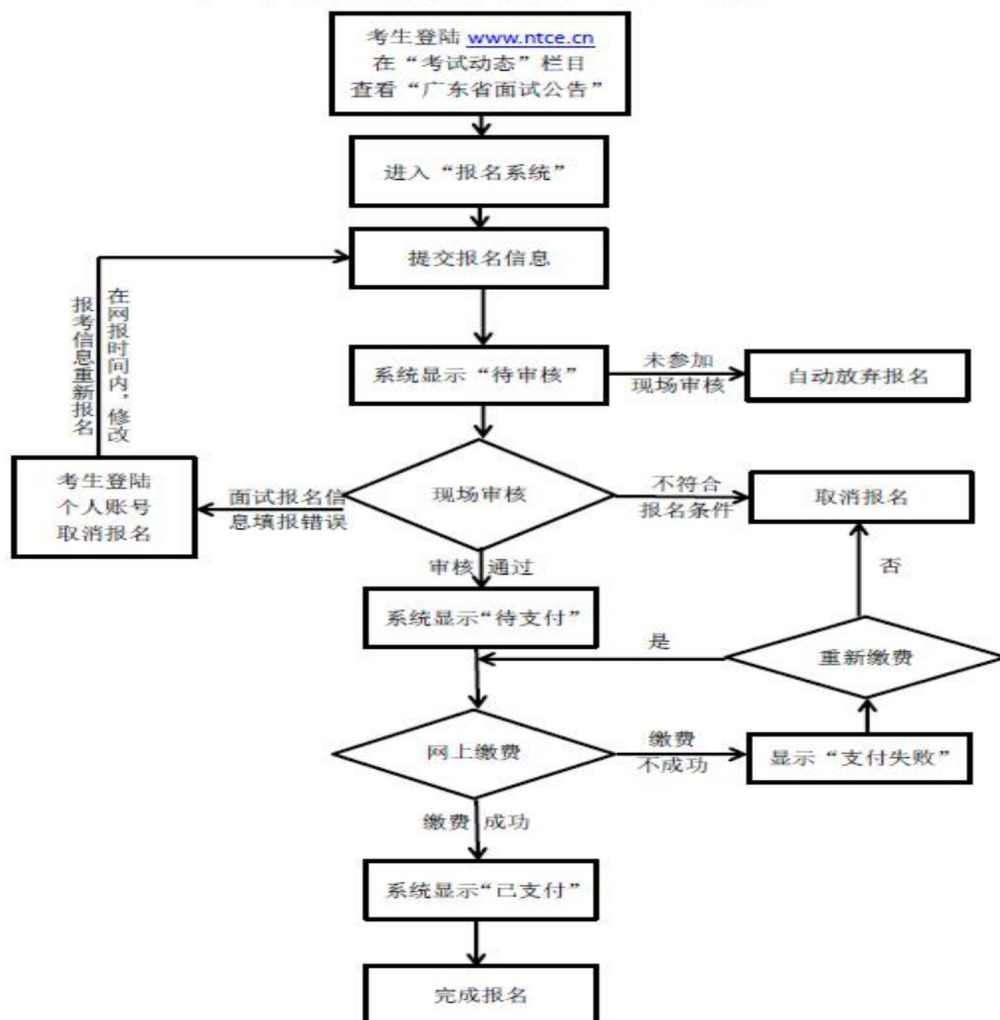 考生登陆 www.ntce.cn
在“考试动态”栏目
查看“广东省面试公告”
进入“报名系统”
提交报名信息
在网报时间内，修改
报考信息重新报名
系统显示“待审核”
未参加
现场审核
自动放弃报名
考生登陆
个人账号
取消报名
面试报名信
息填报错误
现场审核
不符合
报名条件
取消报名
审核 通过
否
系统显示“待支付”
是
重新缴费
网上缴费
缴费
不成功
显示“支付失败”
缴费 成功
系统显示“已支付”
完成报名